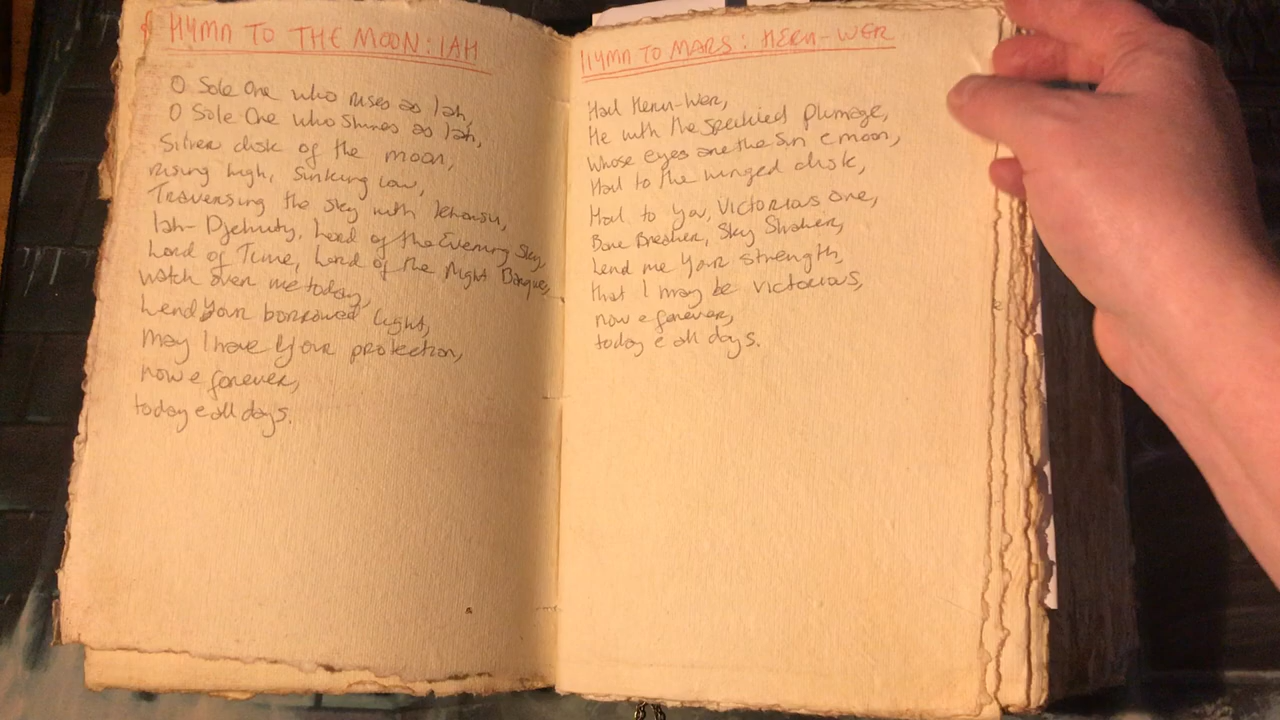 HYMN TO THE MOON: IAH
O Sole One who rises as Iah,
O Sole One who shines as Iah,
Silver disk of the moon,
rising high, sinking low,
Traversing the sky with Khonsu,
Iah-Djehuty, Lord of the Evening Sky,
Lord of Time, Lord of the Night Barque,
watch over me today,
Lend Your borrowed light,
may I have Your protection,
now & forever,
today & all days.
HYMN TO MARS: HERU-WER
Hail Heru-Wer,
He with the speckled plumage,
whose eyes are the sun & moon,
Hail to the winged disk,
Hail to You, Victorious One,
Bone Breaker, Sky Shaker,
Lend me Your strength,
that I may be victorious,
now & forever,
today & all days.